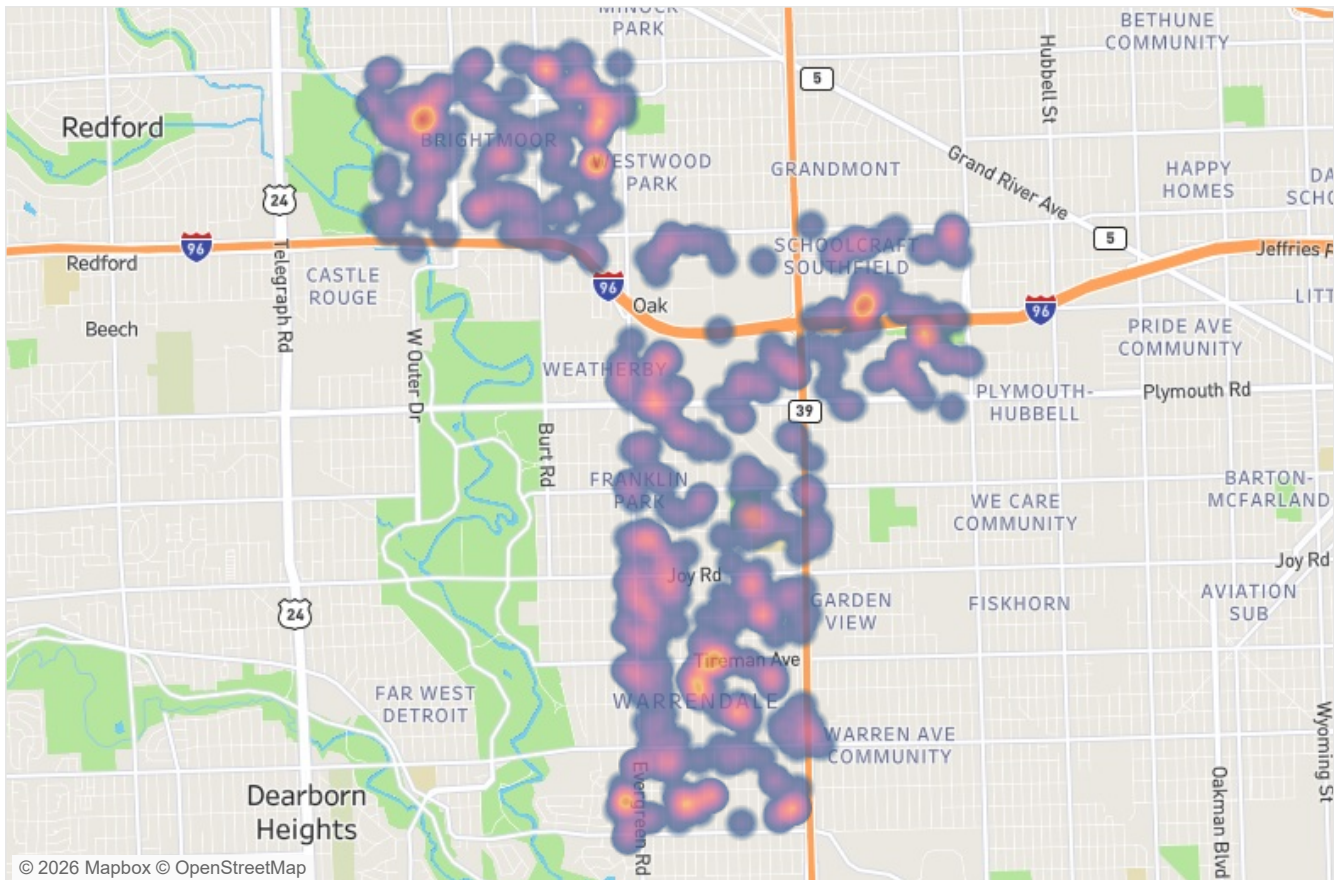 MINOCK
PARK
BETHUNE
COMMUNITY
Hubbell St
5
Redford
BRIGHTMOOR
WESTWOOD
PARK
GRANDMONT
Grand River Ave
HAPPY
HOMES
24
5
96
Redford
Telegraph Rd
CASTLE
ROUGE
SCHOOLCRAFT
SOUTHFIELD
Jeffries F
96
Oak
96
Beech
W Outer Dr
WEATHERBY
PRIDE AVE
COMMUNITY
PLYMOUTH-
HUBBELL
Plymouth Rd
39
Burt Rd
FRANKLIN
PARK
WE CARE
COMMUNITY
BARTON-
MCFARLAND
Joy Rd
Joy Rd
24
GARDEN
VIEW
FISKHORN
AVIATION
SUB
Tireman Ave
FAR WEST
DETROIT
WARRENDALE
WARREN AVE
COMMUNITY
Wyoming St
Evergreen Rd
Oakman Blvd
Dearborn
Heights
© 2026 Mapbox © OpenStreetMap